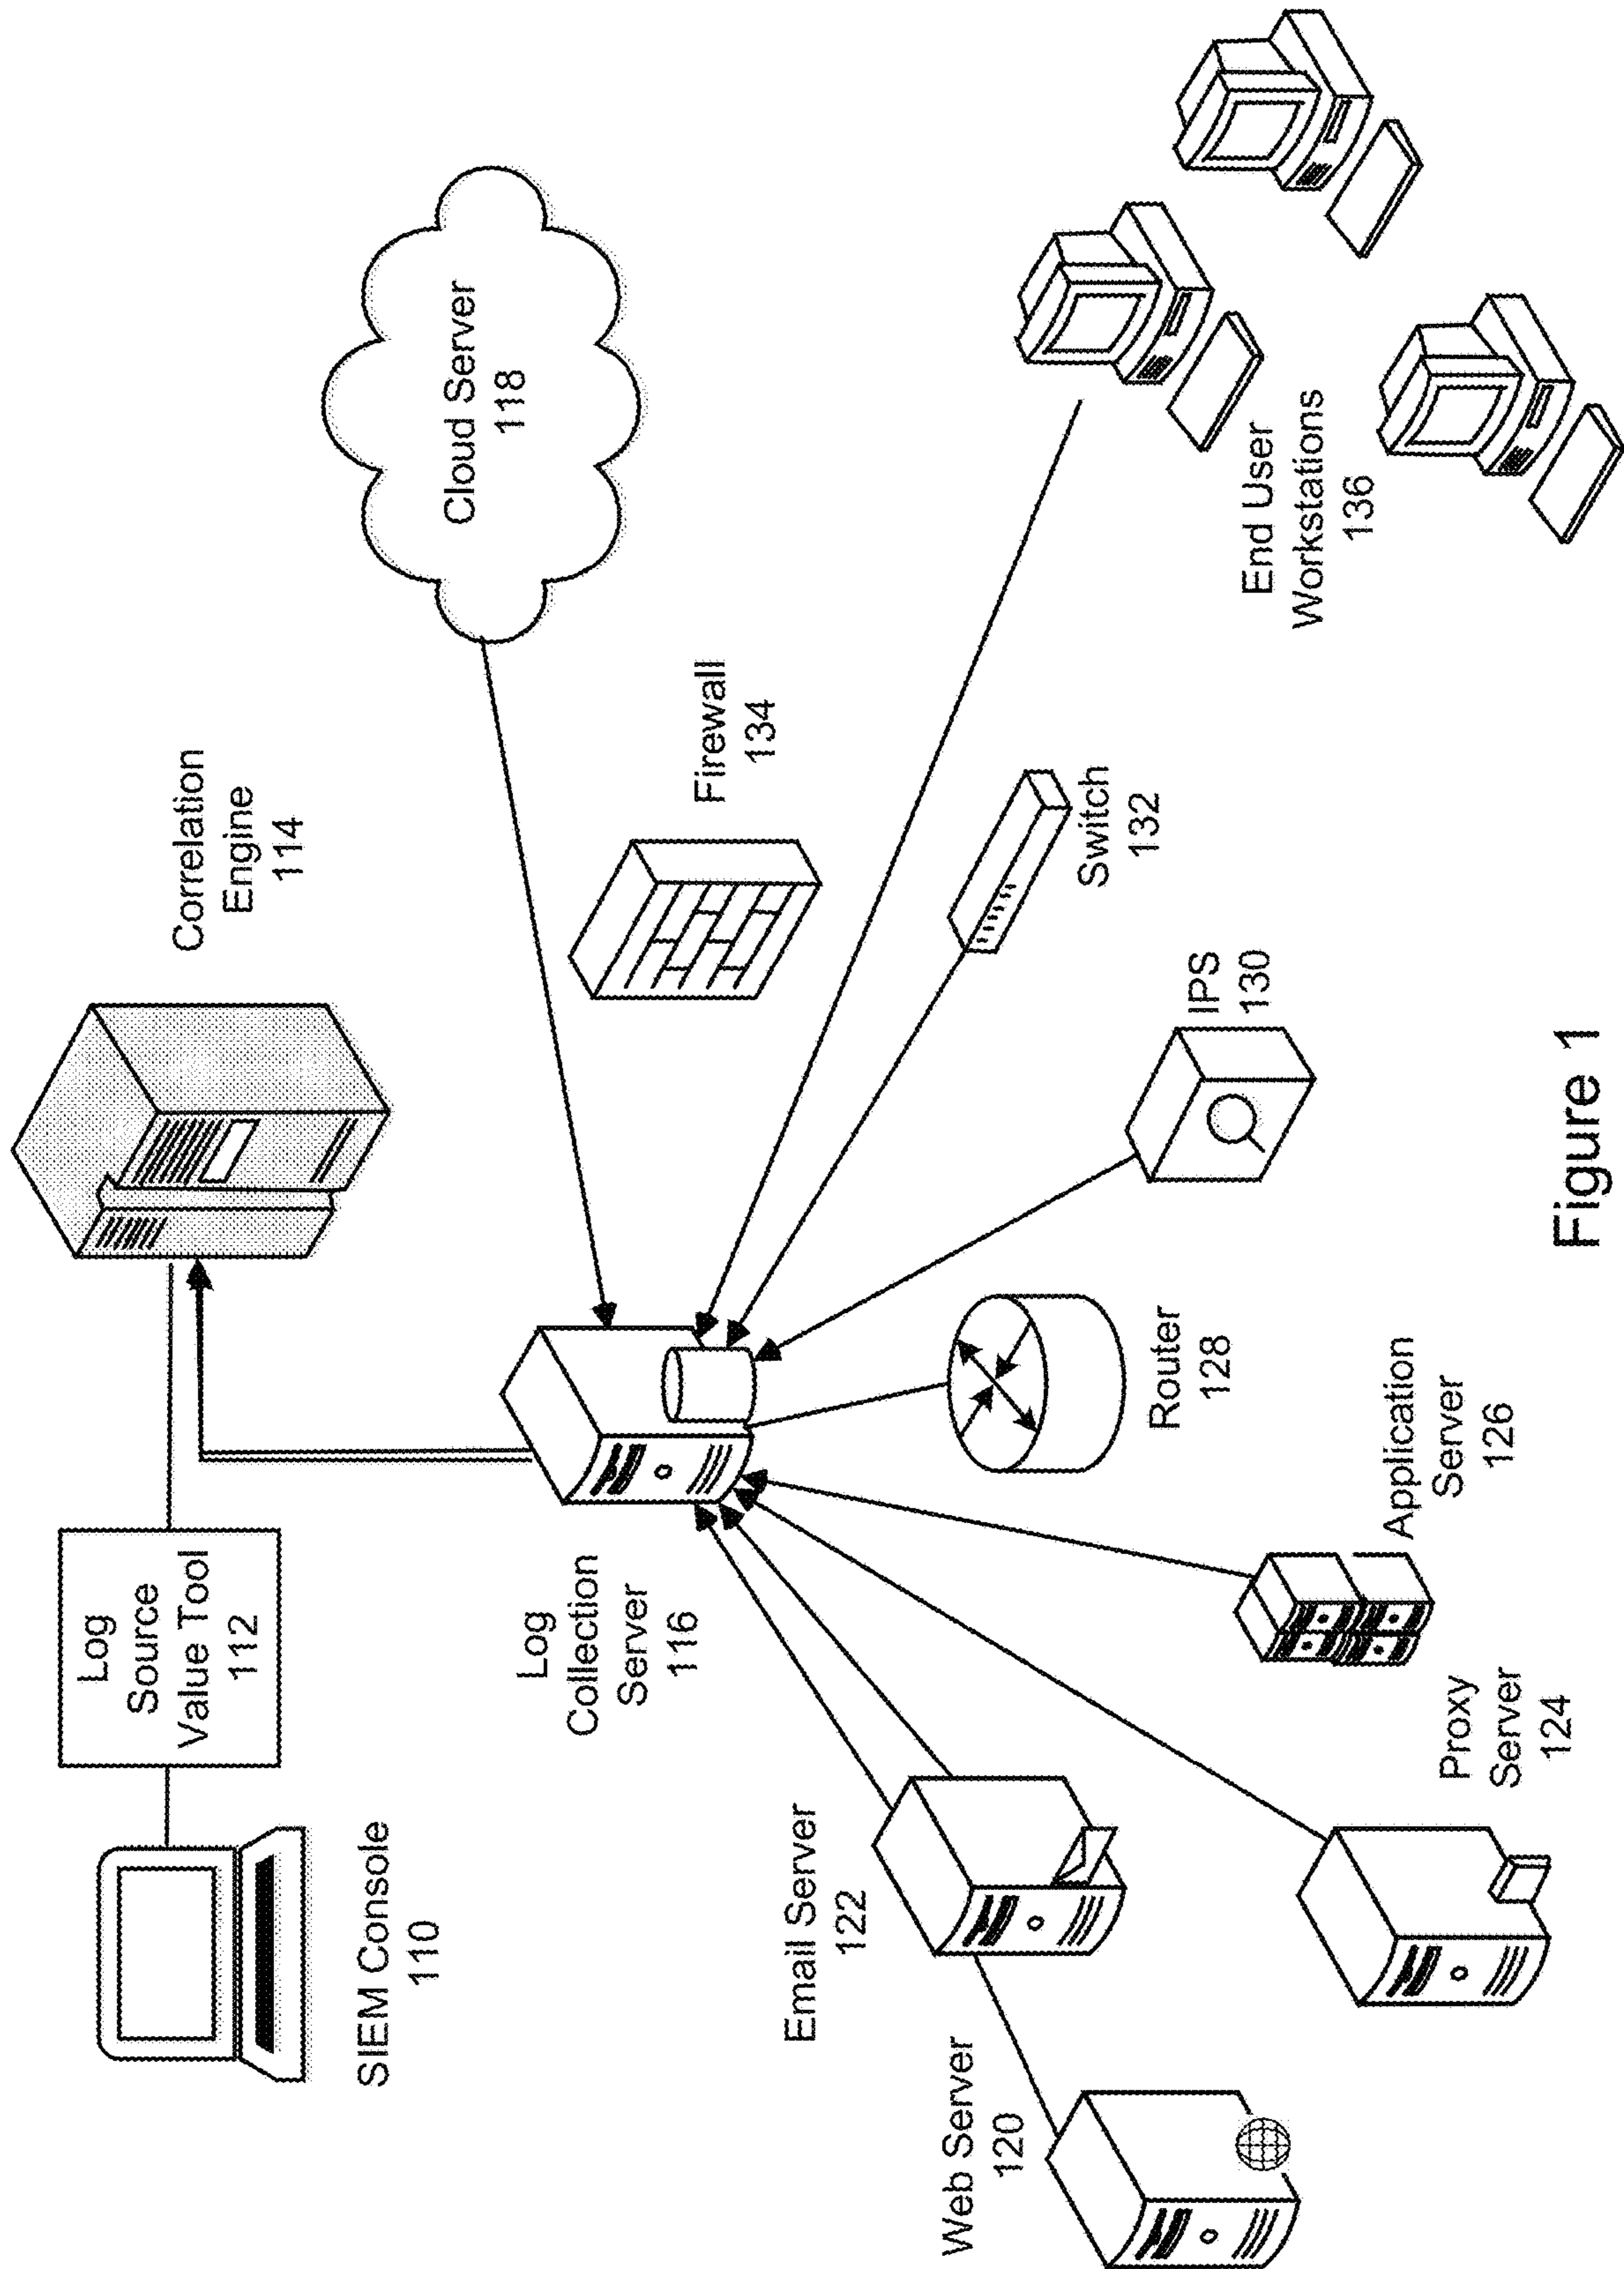 SIEM Console
110
Log
Source
Value Tool
112
Correlation
Engine
114
Log
Collection
Server
116
Cloud Server
118
Firewall
134
Email Server
122
Web Server
120
Proxy
Server
124
Application
Server
126
Router
128
IPS
130
Switch
132
End User
Workstations
136
Figure 1